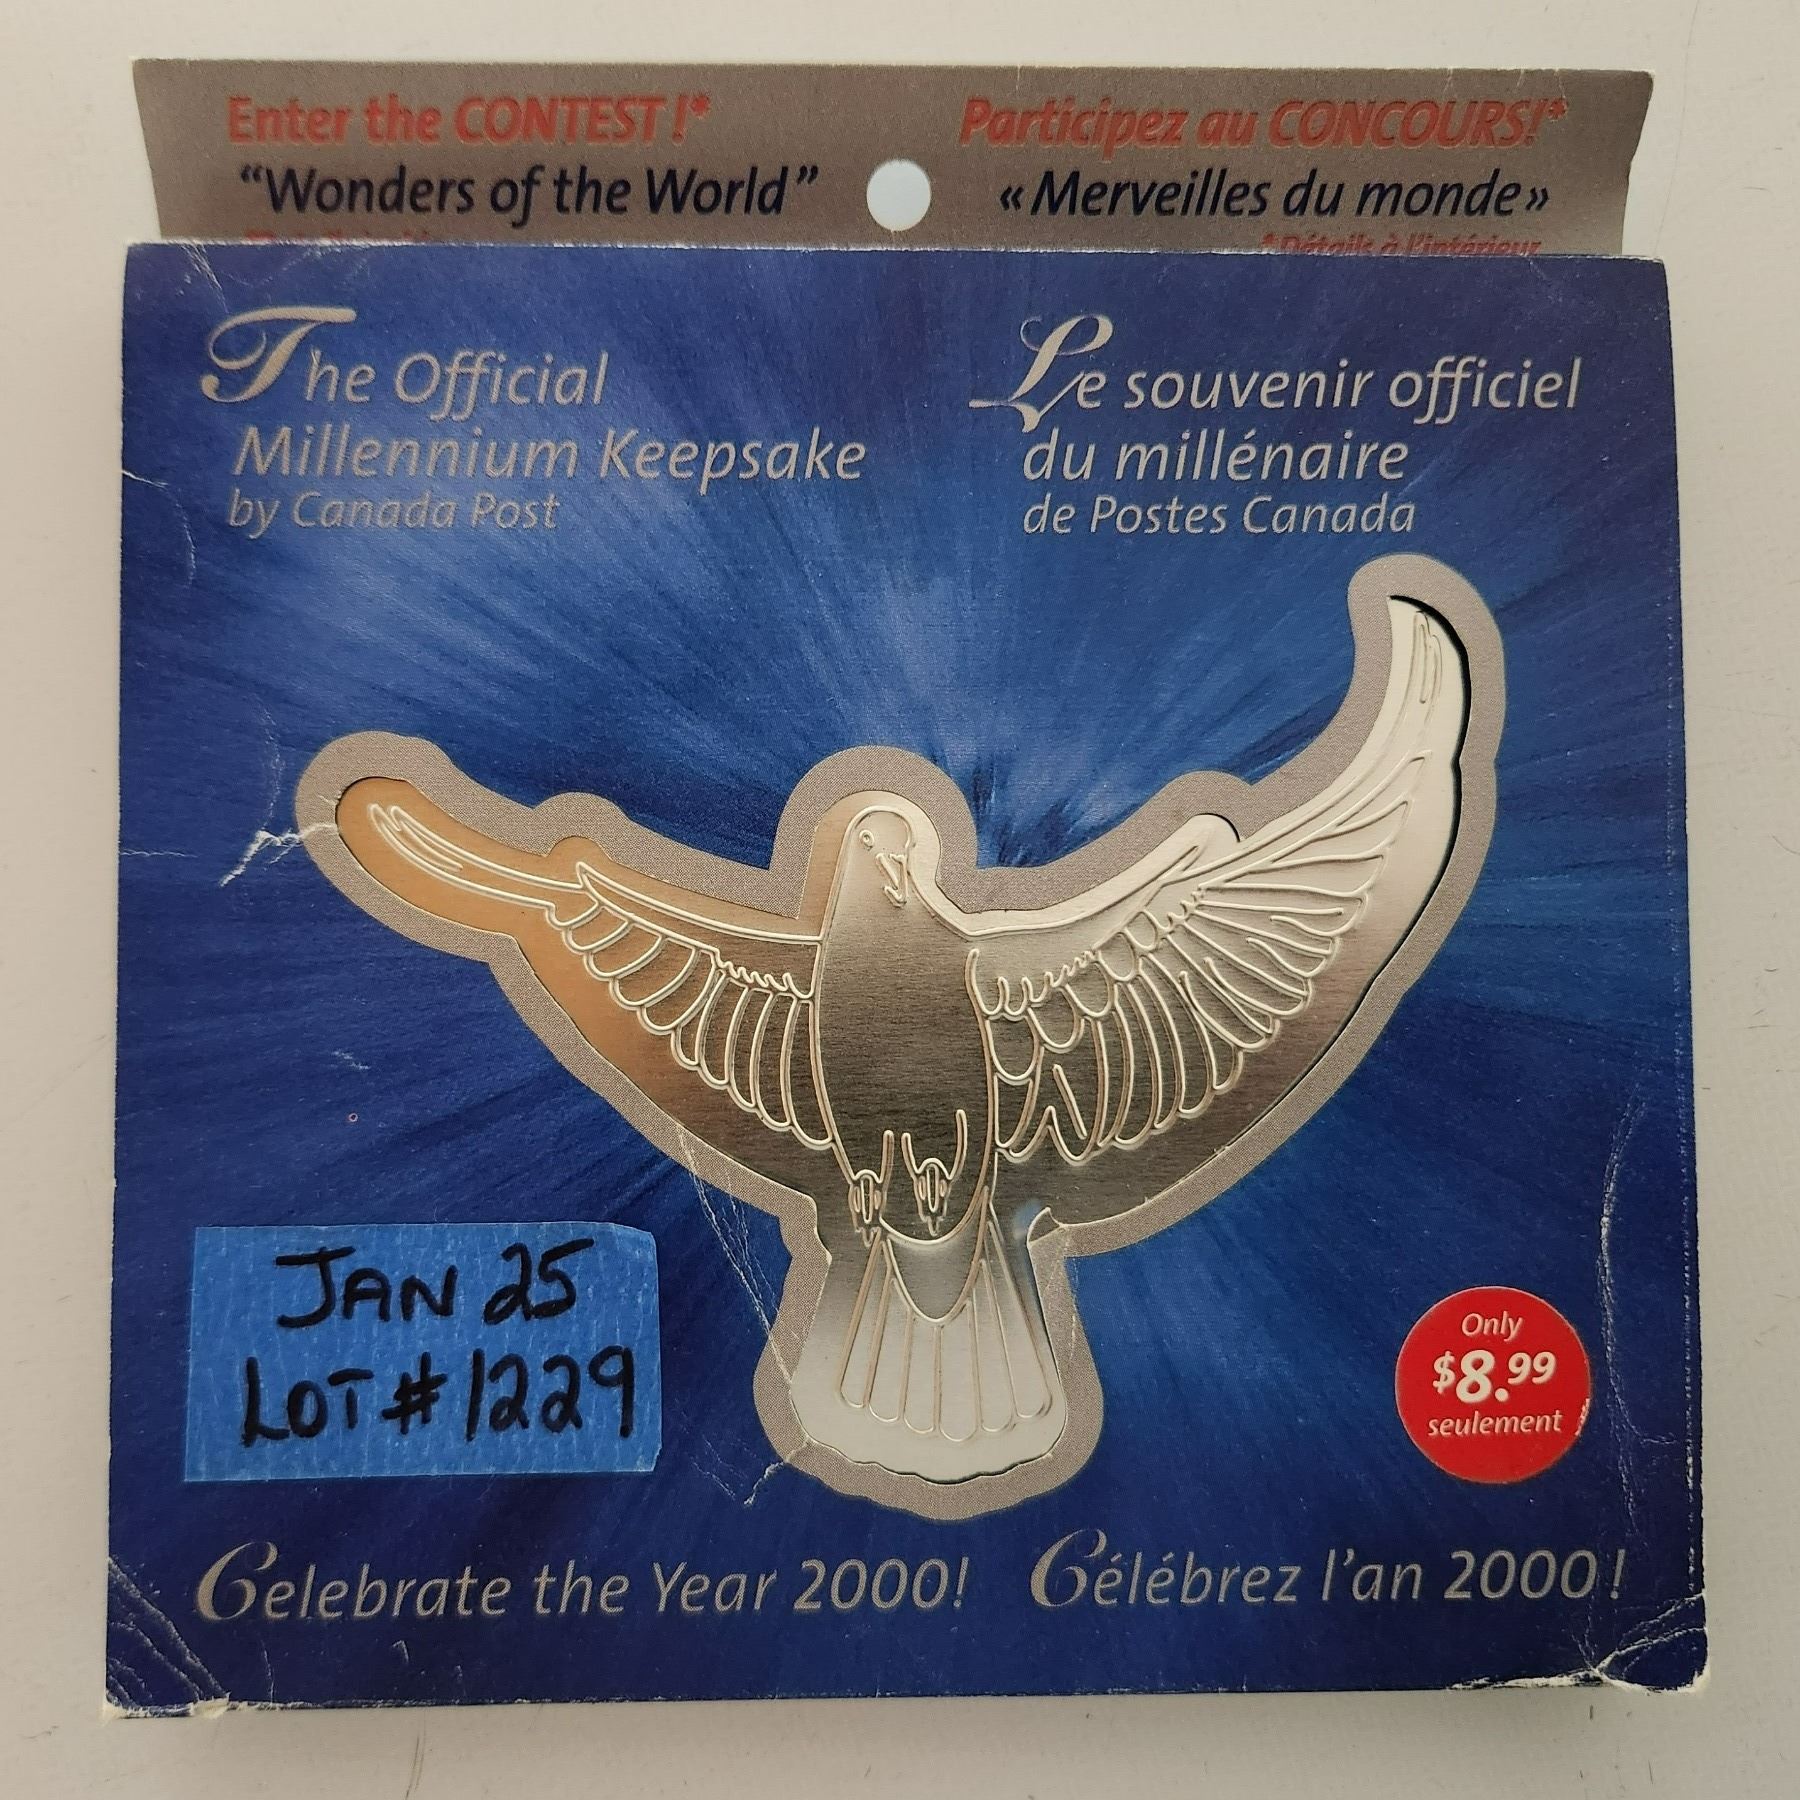 Enter the CONTEST!*
“Wonders of the World”
Participez au CONCOURS!*
«Merveilles du monde»
*Détails à l'intérieur
The Official
Millennium Keepsake
by Canada Post
Le souvenir officiel
du millénaire
de Postes Canada
JAN 25
LOT #1229
Only
$8.99
seulement
Celebrate the Year 2000!
Célébrez l'an 2000!